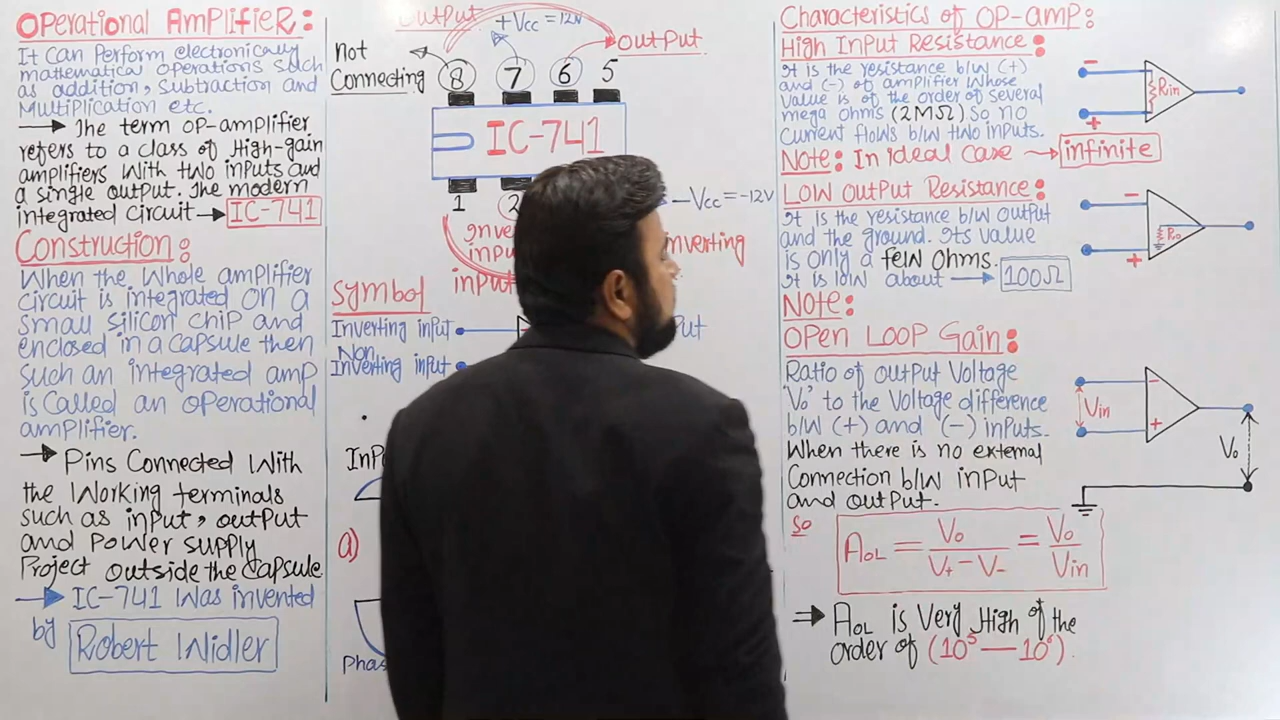 Operational Amplifier:
It Can Perform electronically
mathematical operations such
as addition, Subtraction and
Multiplication etc.
→ The term OP-amplifier
refers to a class of High-gain
amplifiers with two inputs and
a single output. The modern
integrated circuit → IC-741
Construction:
When the Whole amplifier
circuit is integrated on a
small silicon chip and
enclosed in a capsule then
such an integrated amp
is Called an operational
amplifier.
→ Pins Connected With
the Working terminals
such as input, output
and Power supply
Project outside the Capsule
→ IC-741 Was invented
by Robert Widler
Output
+Vcc = 12V
Not
Connecting
output
8 7 6 5
IC-741
1 2
-Vcc = -12V
Inver
inpu
nverting
input
Symbol
Inverting input
Non
Inverting input
put
Inp
a)
Phas
Characteristics of OP-amp:
High Input Resistance:
It is the resistance b/w (+)
and (-) of amplifier Whose
Value is of the order of several
mega ohms (2MΩ) So no
Current flows b/w two inputs.
Note: In ideal Case → infinite
- + Rin
Low Output Resistance:
It is the resistance b/w output
and the ground. Its value
is only a few Ohms.
It is low about → 100Ω
- + Ro
Note:
Open Loop Gain:
Ratio of output Voltage
'Vo' to the Voltage difference
b/w (+) and (-) inputs.
When there is no external
Connection b/w input
and output.
Vin - + Vo
So
AOL = Vo / V+ - V- = Vo / Vin
⇒ AOL is Very High of the
order of (10⁵ — 10⁶).